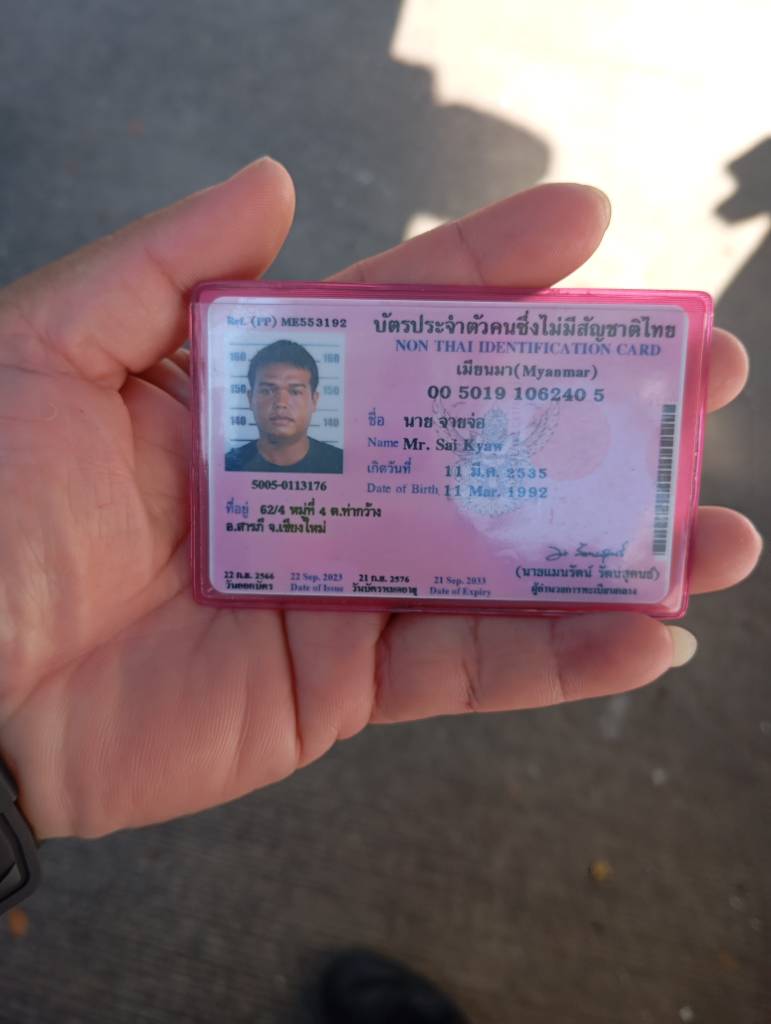 Ref. (PP) ME553192
บัตรประจำตัวคนซึ่งไม่มีสัญชาติไทย
NON THAI IDENTIFICATION CARD
เมียนมา(Myanmar)
00 5019 106240 5
160 160
150 150
140 140
ชื่อ นาย จายจ่อ
Name Mr. Sai Kyaw
เกิดวันที่ 11 มี.ค. 2535
Date of Birth 11 Mar. 1992
5005-0113176
ที่อยู่ 62/4 หมู่ที่ 4 ต.ท่ากว้าง
อ.สารภี จ.เชียงใหม่
22 ก.ย. 2566 22 Sep. 2023 21 ก.ย. 2576 21 Sep. 2033
วันออกบัตร Date of Issue วันบัตรหมดอายุ Date of Expiry
(นายแมนรัตน์ รัตนสุคนธ์)
ผู้อำนวยการทะเบียนกลาง